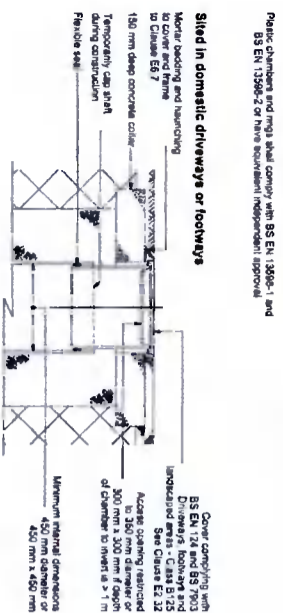 Plastic chambers and rings shall comply with BS EN 13598-1 and
BS EN 13598-2 or have equivalent independent approval
Sited in domestic driveways or footways
Mortar bedding and haunching
to cover and frame
to Clause E6.7
150 mm deep concrete collar
Temporarily cap shaft
during construction
Flexible seal
Cover complying with
BS EN 124 and BS 7903
Driveways, footways and
landscaped areas - Class B125
See Clause E2.32
Access opening restricted
to 350 mm diameter or
300 mm x 300 mm if depth
of chamber to invert is > 1 m
Minimum internal dimensions
450 mm diameter or
450 mm x 450 mm